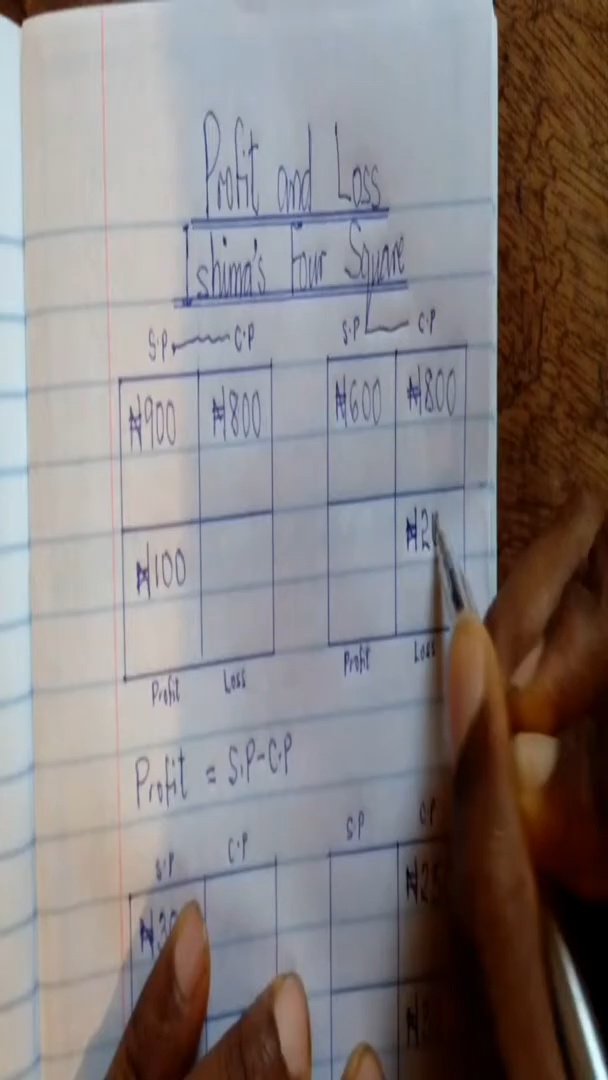 Profit and Loss
Ishima's Four Square
S.P C.P
S.P C.P
₦900 ₦800
₦600 ₦800
₦100
Profit Loss
Profit Loss
Profit = S.P-C.P
S.P C.P
S.P C.P